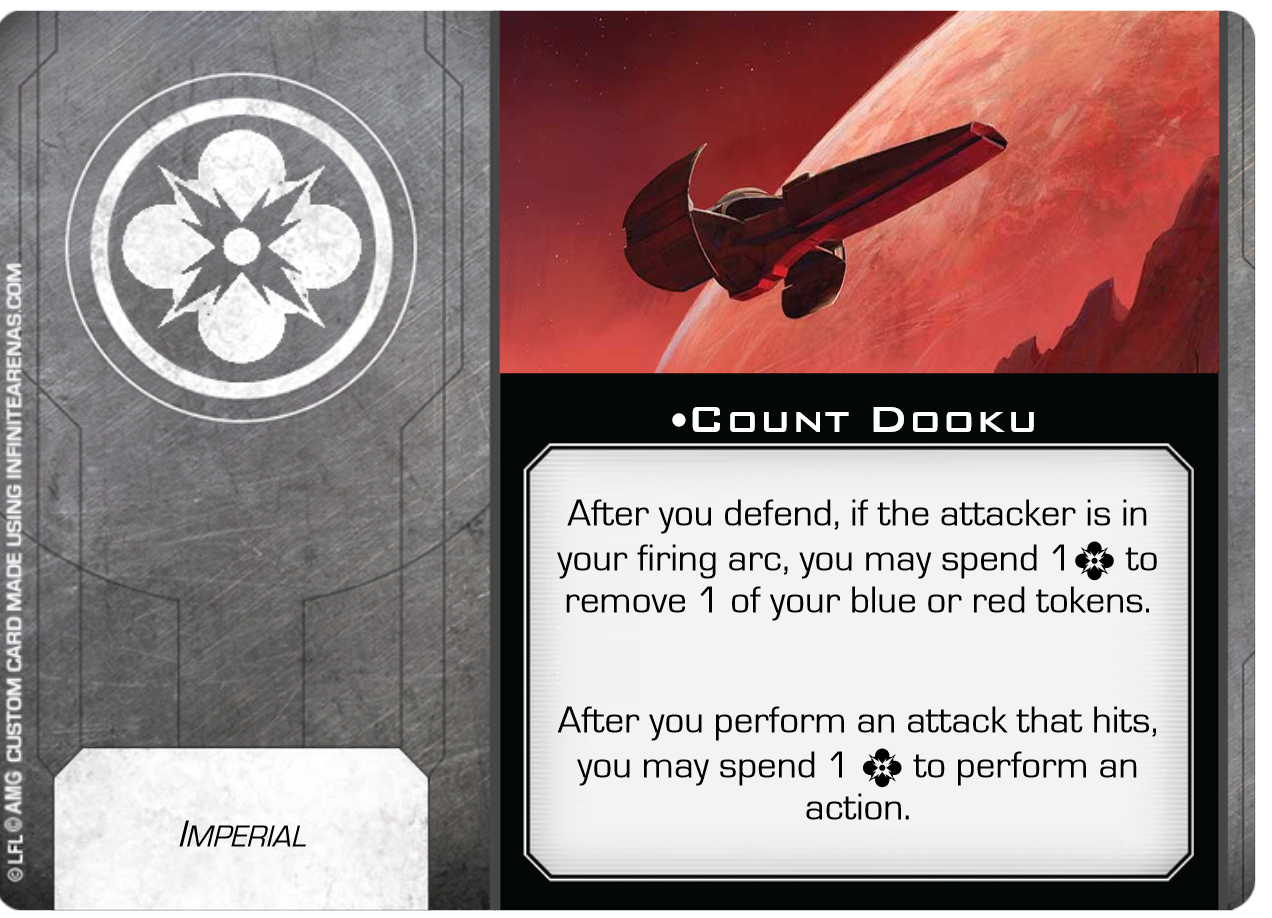 •Count Dooku
After you defend, if the attacker is in
your firing arc, you may spend 1 to
remove 1 of your blue or red tokens.
After you perform an attack that hits,
you may spend 1 to perform an
action.
Imperial
© LFL © AMG CUSTOM CARD MADE USING INFINITEARENAS.COM